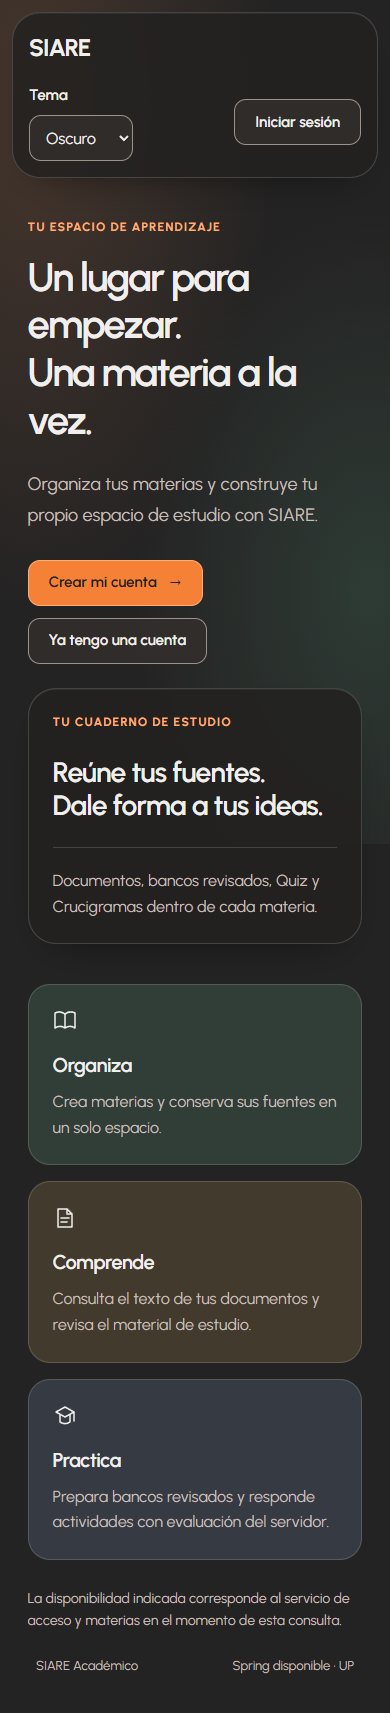 SIARE
Tema
Oscuro
Iniciar sesión
TU ESPACIO DE APRENDIZAJE
Un lugar para
empezar.
Una materia a la
vez.
Organiza tus materias y construye tu
propio espacio de estudio con SIARE.
Crear mi cuenta →
Ya tengo una cuenta
TU CUADERNO DE ESTUDIO
Reúne tus fuentes.
Dale forma a tus ideas.
Documentos, bancos revisados, Quiz y
Crucigramas dentro de cada materia.
Organiza
Crea materias y conserva sus fuentes en
un solo espacio.
Comprende
Consulta el texto de tus documentos y
revisa el material de estudio.
Practica
Prepara bancos revisados y responde
actividades con evaluación del servidor.
La disponibilidad indicada corresponde al servicio de
acceso y materias en el momento de esta consulta.
SIARE Académico
Spring disponible · UP